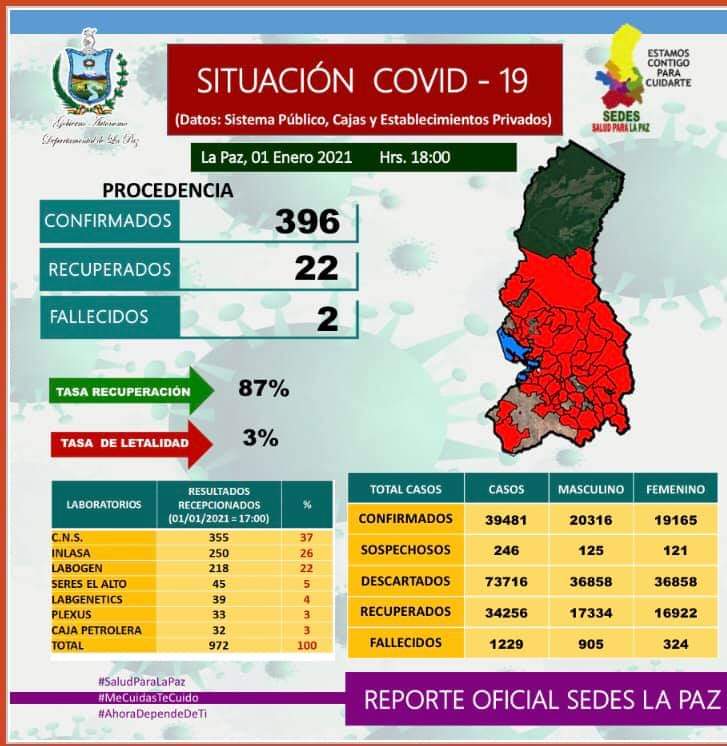 Gobierno Autónomo
Departamental de La Paz
SITUACIÓN COVID - 19
(Datos: Sistema Público, Cajas y Establecimientos Privados)
ESTAMOS
CONTIGO
PARA
CUIDARTE
SEDES
SALUD PARA LA PAZ
La Paz, 01 Enero 2021 Hrs. 18:00
PROCEDENCIA
CONFIRMADOS 396
RECUPERADOS 22
FALLECIDOS 2
TASA RECUPERACIÓN 87%
TASA DE LETALIDAD 3%
LABORATORIOS RESULTADOS RECEPCIONADOS (01/01/2021 = 17:00) %
C.N.S. 355 37
INLASA 250 26
LABOGEN 218 22
SERES EL ALTO 45 5
LABGENETICS 39 4
PLEXUS 33 3
CAJA PETROLERA 32 3
TOTAL 972 100
TOTAL CASOS CASOS MASCULINO FEMENINO
CONFIRMADOS 39481 20316 19165
SOSPECHOSOS 246 125 121
DESCARTADOS 73716 36858 36858
RECUPERADOS 34256 17334 16922
FALLECIDOS 1229 905 324
#SaludParaLaPaz
#MeCuidasTeCuido
#AhoraDependeDeTi
REPORTE OFICIAL SEDES LA PAZ